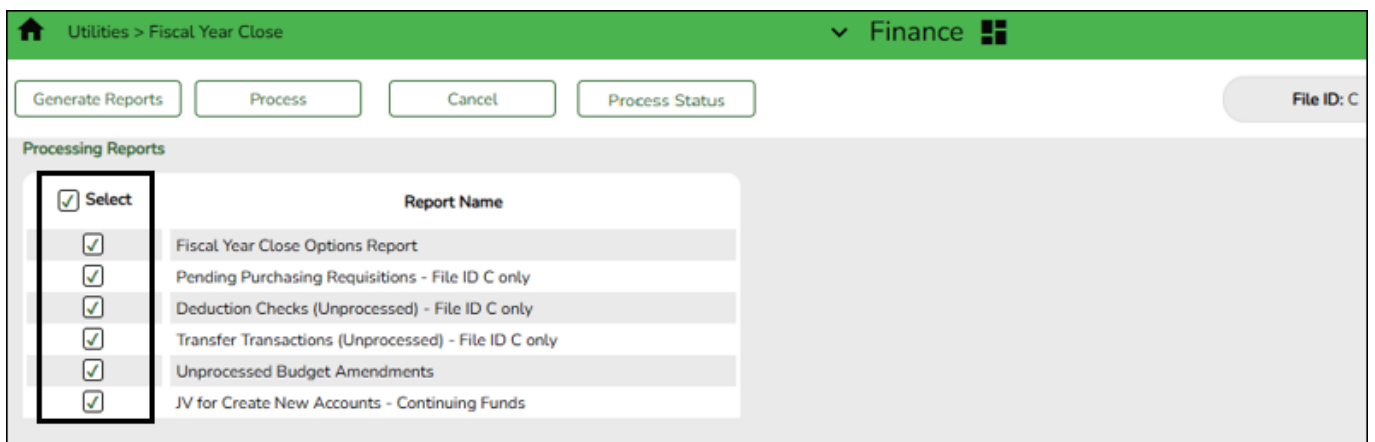 Utilities > Fiscal Year Close
Finance
Generate Reports
Process
Cancel
Process Status
File ID: C
Processing Reports
Select
Report Name
Fiscal Year Close Options Report
Pending Purchasing Requisitions - File ID C only
Deduction Checks (Unprocessed) - File ID C only
Transfer Transactions (Unprocessed) - File ID C only
Unprocessed Budget Amendments
JV for Create New Accounts - Continuing Funds